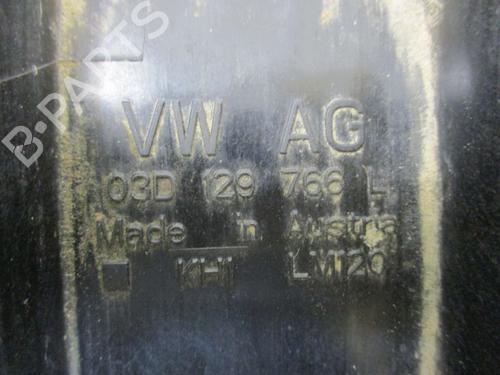 B-PARTS
VW AG
03D 129 766 L
Made in Austria
KHT LM120